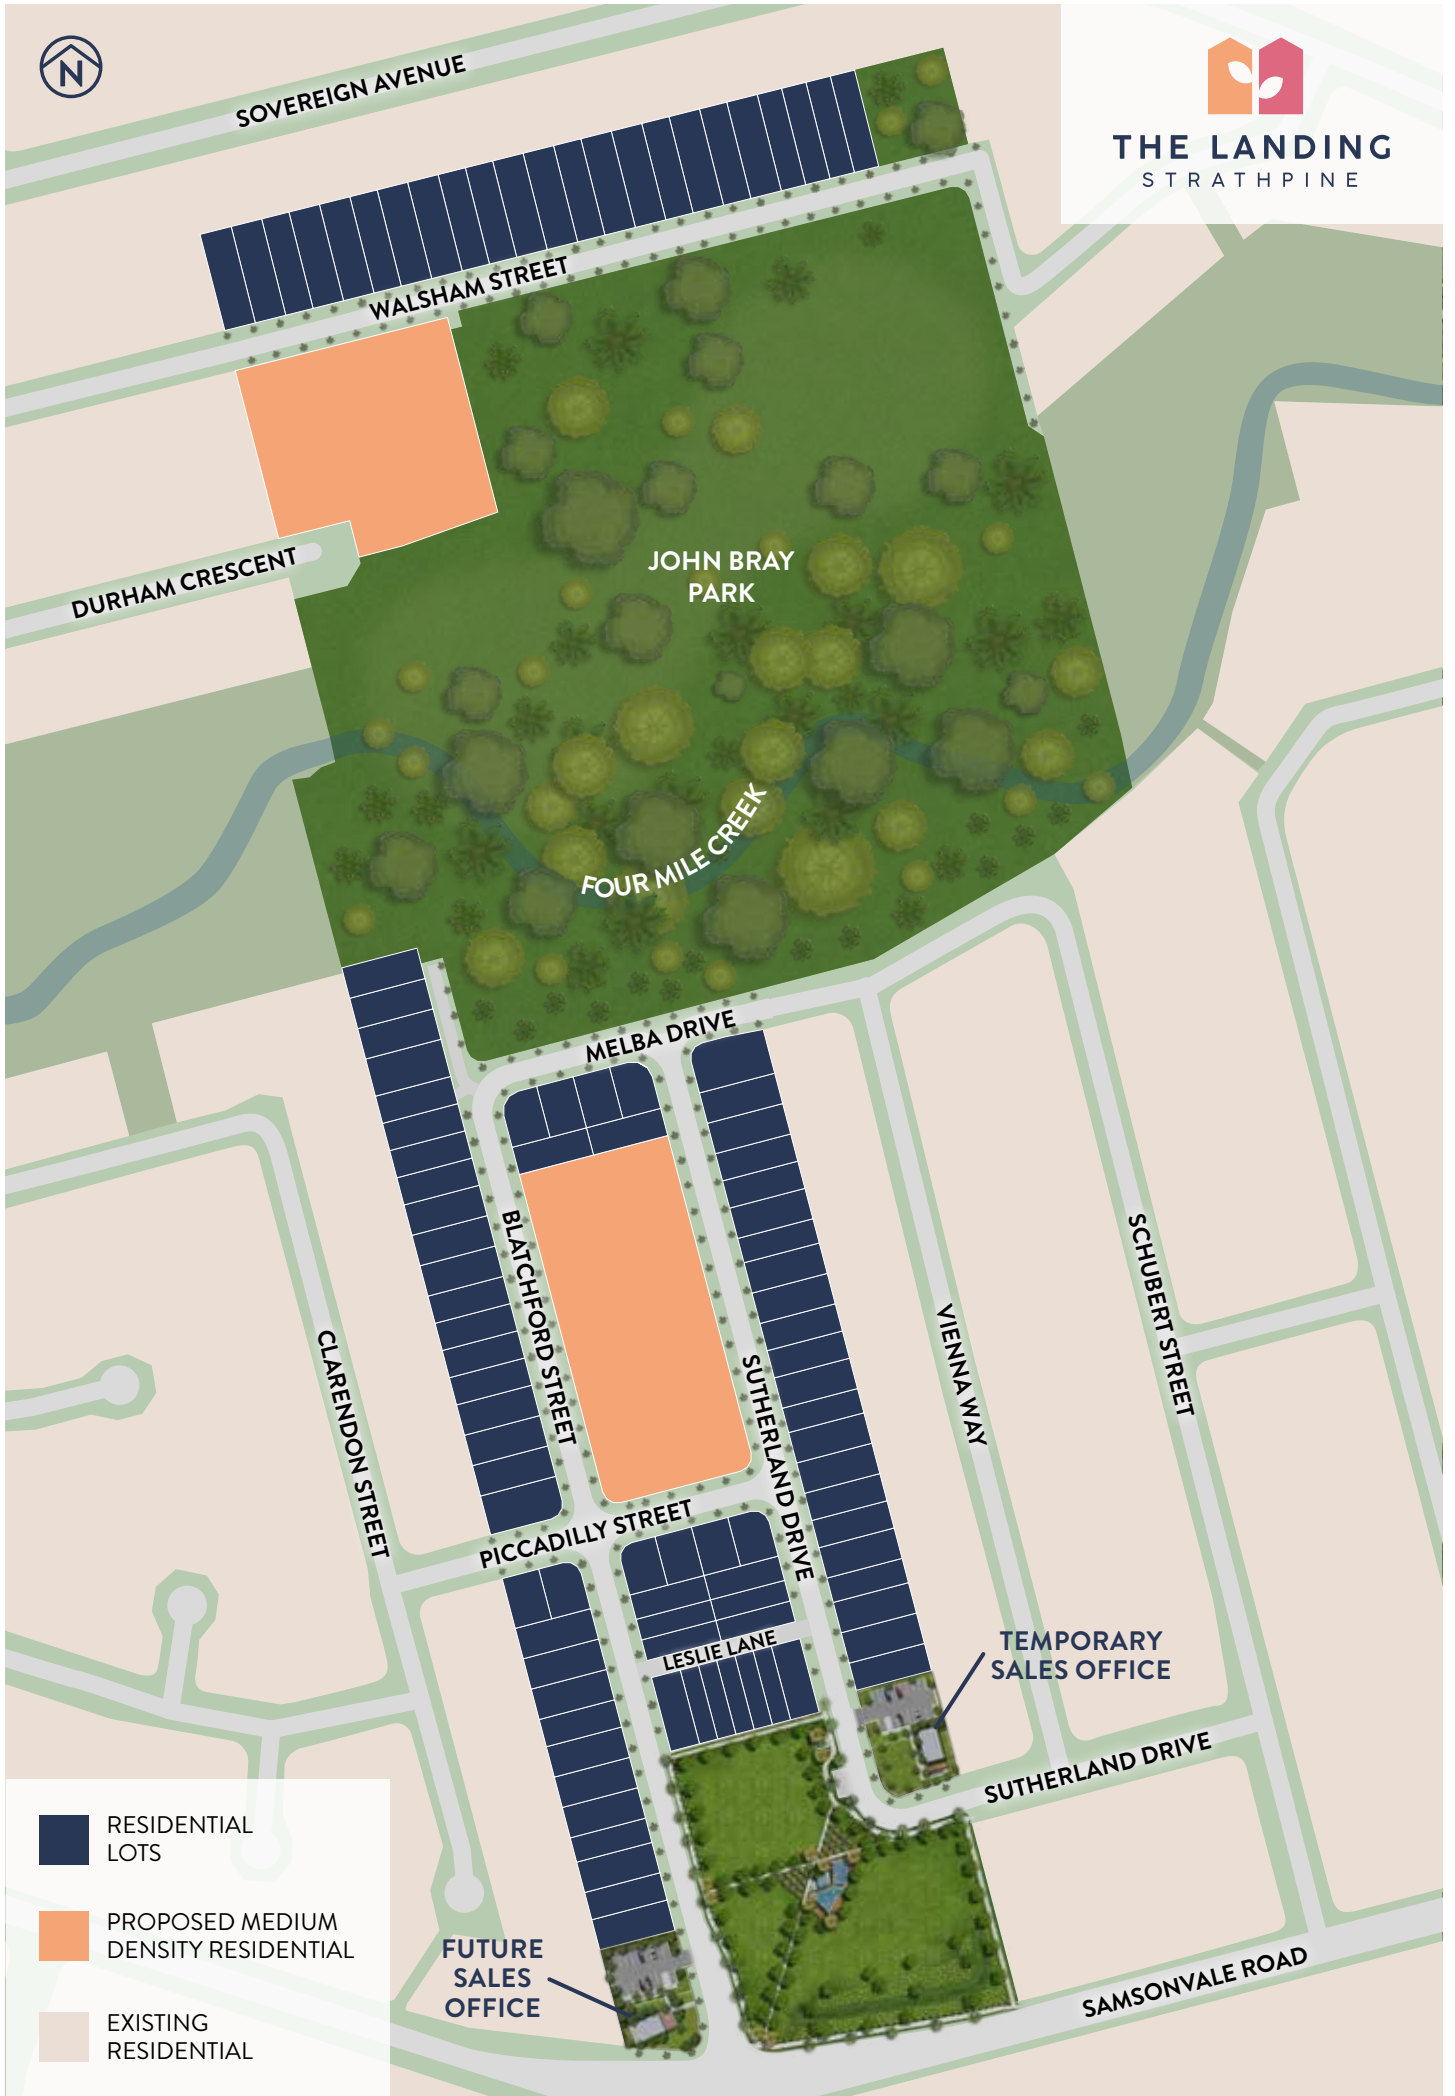 N
SOVEREIGN AVENUE
THE LANDING
STRATHPINE
WALSHAM STREET
DURHAM CRESCENT
JOHN BRAY
PARK
FOUR MILE CREEK
MELBA DRIVE
BLATCHFORD STREET
SUTHERLAND DRIVE
CLARENDON STREET
VIENNA WAY
SCHUBERT STREET
PICCADILLY STREET
LESLIE LANE
TEMPORARY
SALES OFFICE
SUTHERLAND DRIVE
RESIDENTIAL
LOTS
PROPOSED MEDIUM
DENSITY RESIDENTIAL
EXISTING
RESIDENTIAL
FUTURE
SALES
OFFICE
SAMSONVALE ROAD